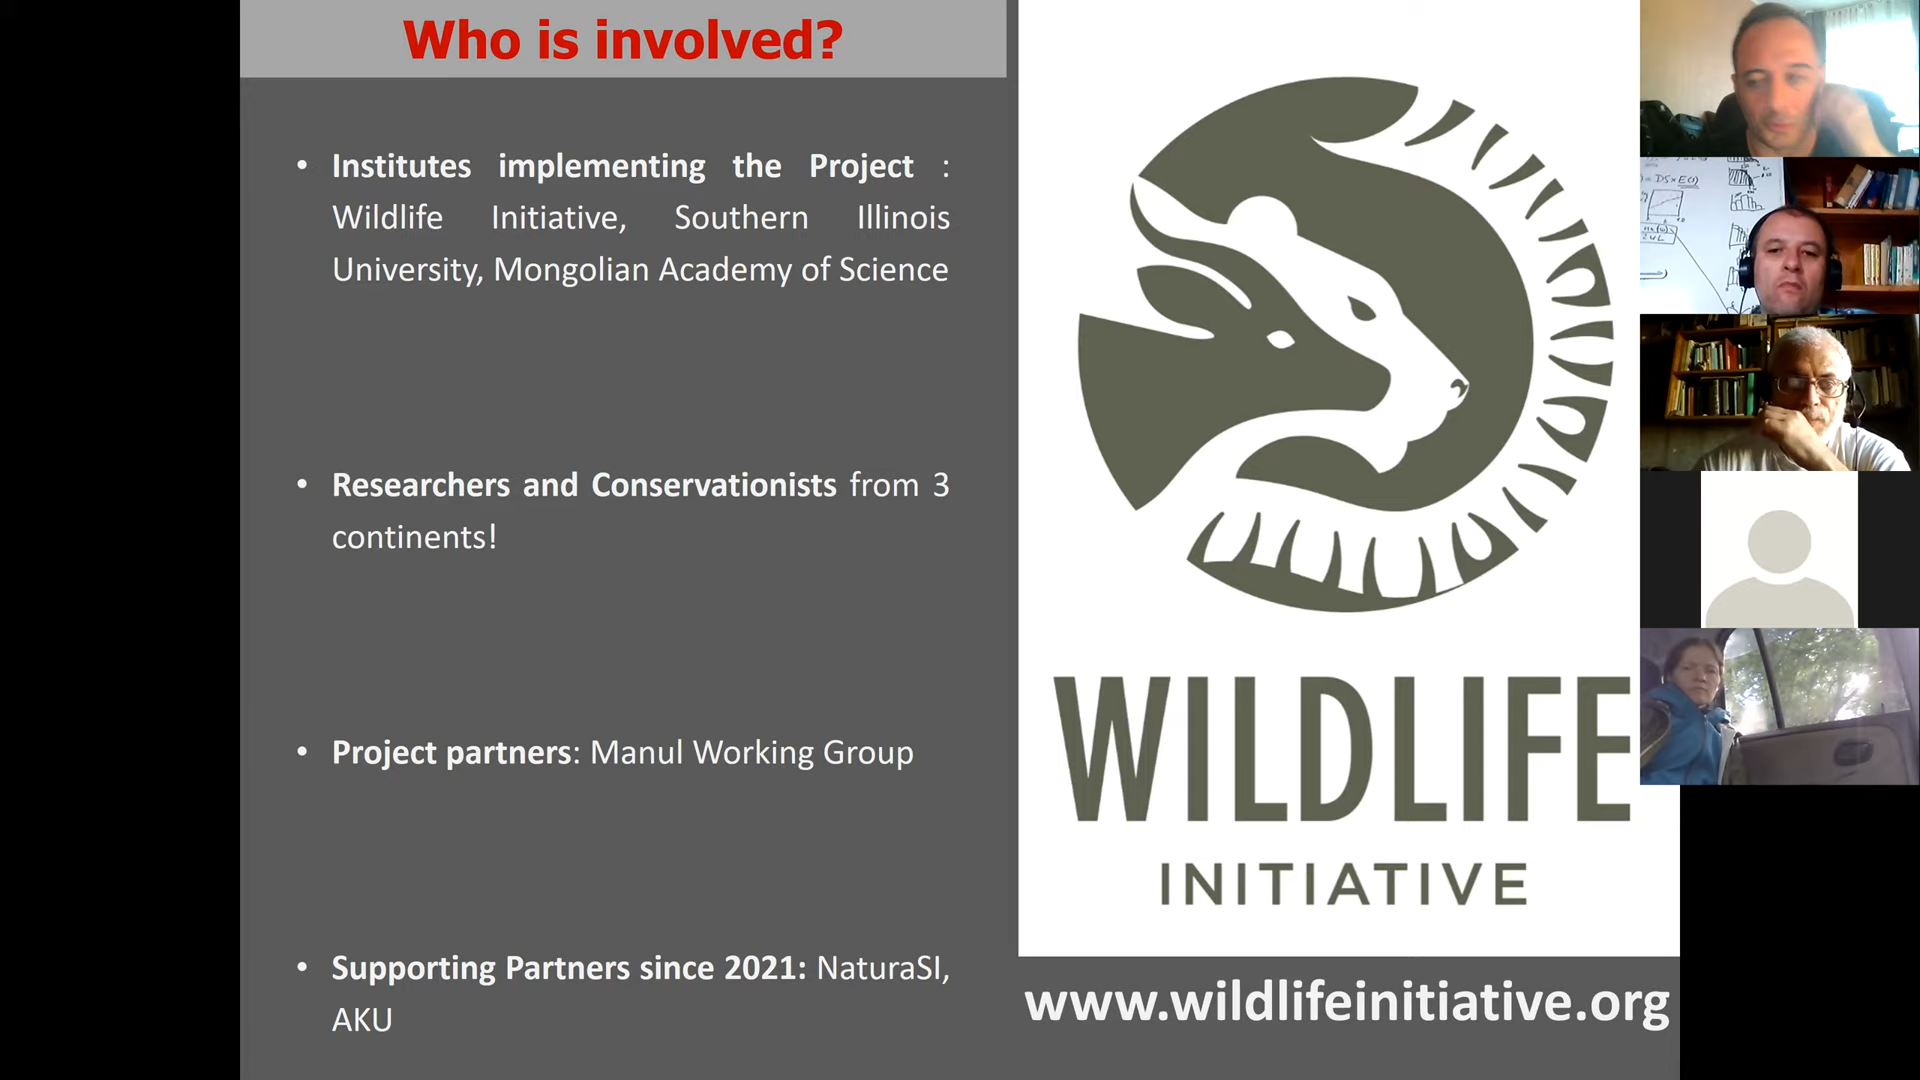 Who is involved?
• Institutes implementing the Project :
Wildlife Initiative, Southern Illinois
University, Mongolian Academy of Science
• Researchers and Conservationists from 3
continents!
• Project partners: Manul Working Group
• Supporting Partners since 2021: NaturaSI,
AKU
WILDLIFE
INITIATIVE
www.wildlifeinitiative.org